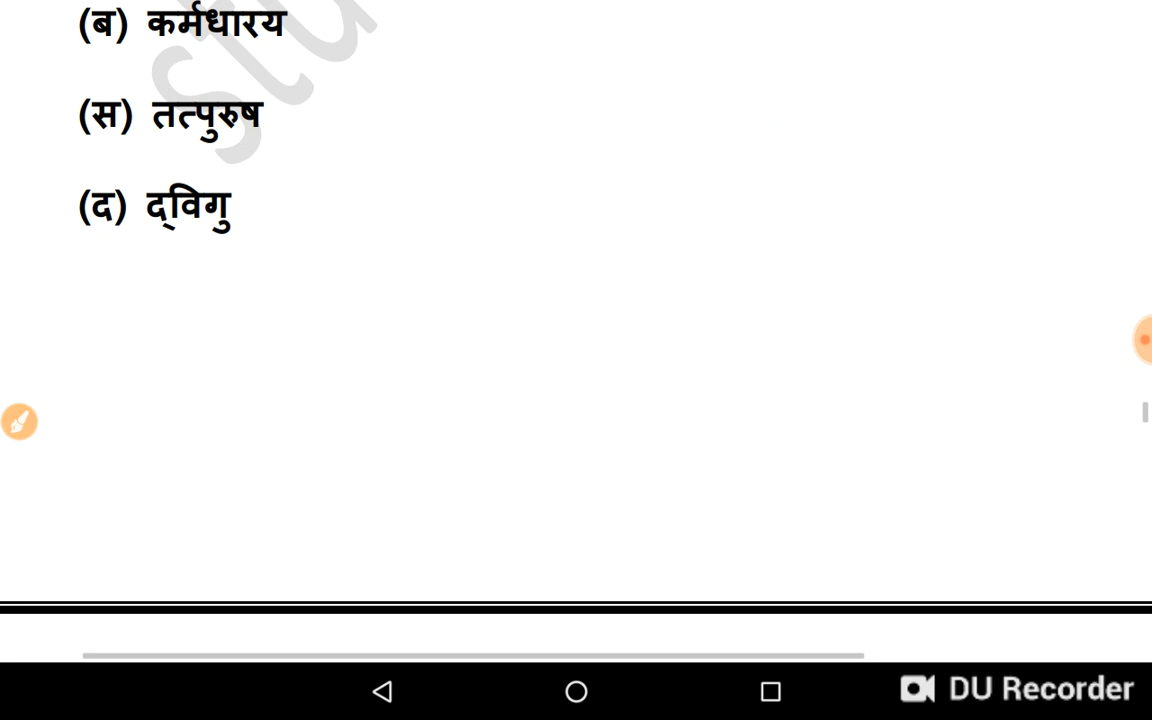 (ब) कर्मधारय
(स) तत्पुरुष
(द) द्‌विगु
DU Recorder